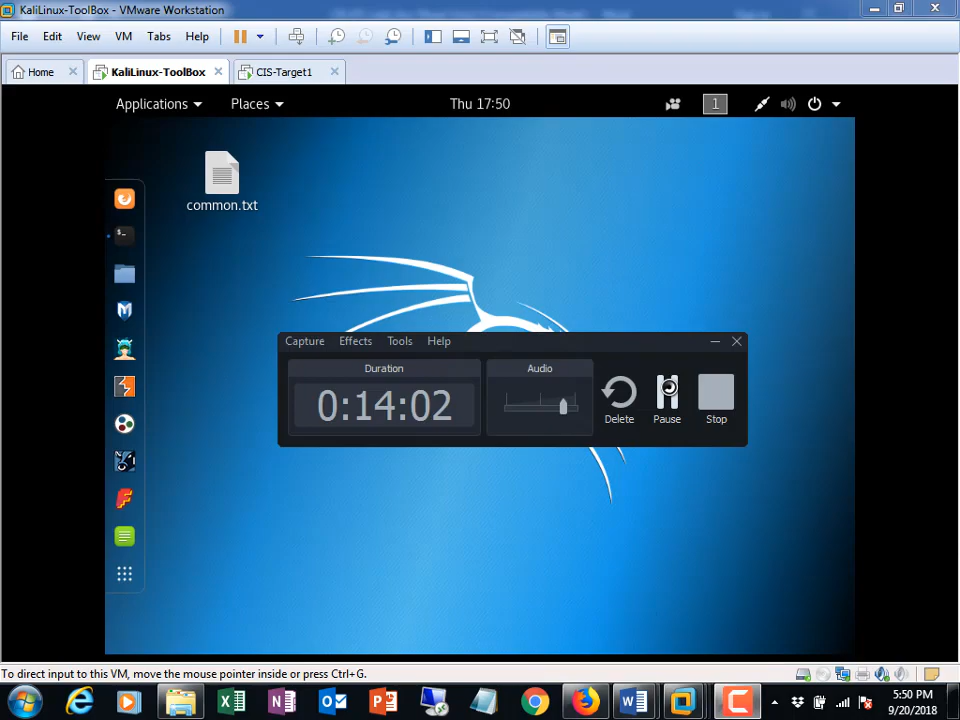 KaliLinux-ToolBox - VMware Workstation
File Edit View VM Tabs Help
Home KaliLinux-ToolBox CIS-Target1
Applications Places Thu 17:50 1
common.txt
$_
Capture Effects Tools Help
Duration Audio
0:14:02
Delete Pause Stop
To direct input to this VM, move the mouse pointer inside or press Ctrl+G.
5:50 PM
9/20/2018